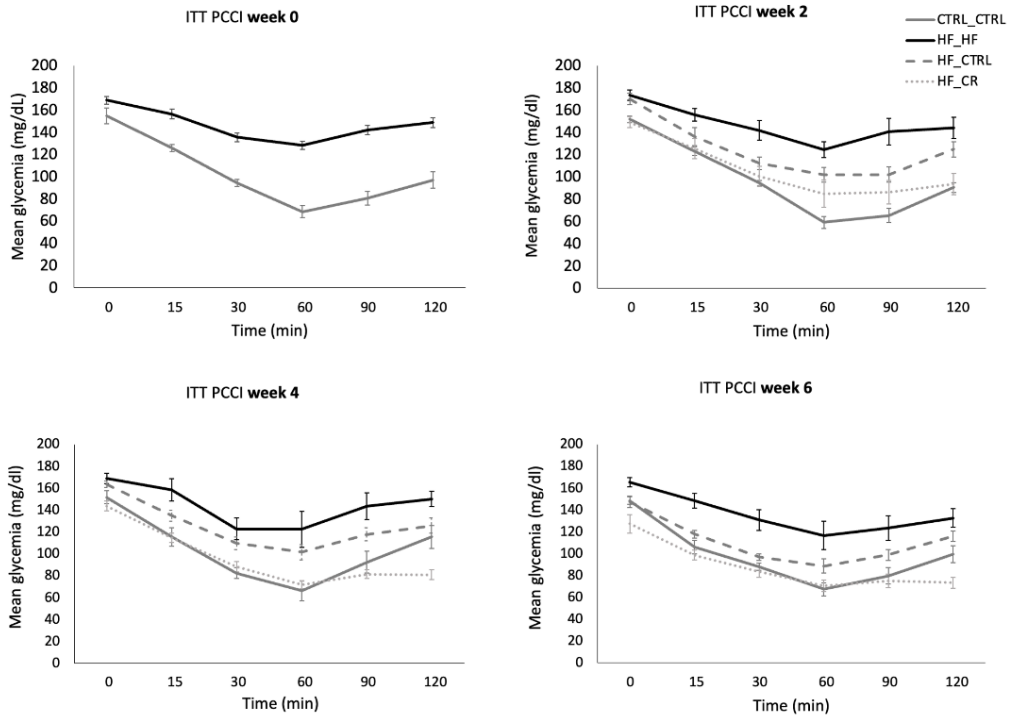 ITT PCCI week 0
Mean glycemia (mg/dL)
200
180
160
140
120
100
80
60
40
20
0
0 15 30 60 90 120
Time (min)
ITT PCCI week 2
CTRL_CTRL
HF_HF
HF_CTRL
HF_CR
Mean glycemia (mg/dl)
200
180
160
140
120
100
80
60
40
20
0
0 15 30 60 90 120
Time (min)
ITT PCCI week 4
Mean glycemia (mg/dl)
200
180
160
140
120
100
80
60
40
20
0
0 15 30 60 90 120
Time (min)
ITT PCCI week 6
Mean glycemia (mg/dl)
200
180
160
140
120
100
80
60
40
20
0
0 15 30 60 90 120
Time (min)